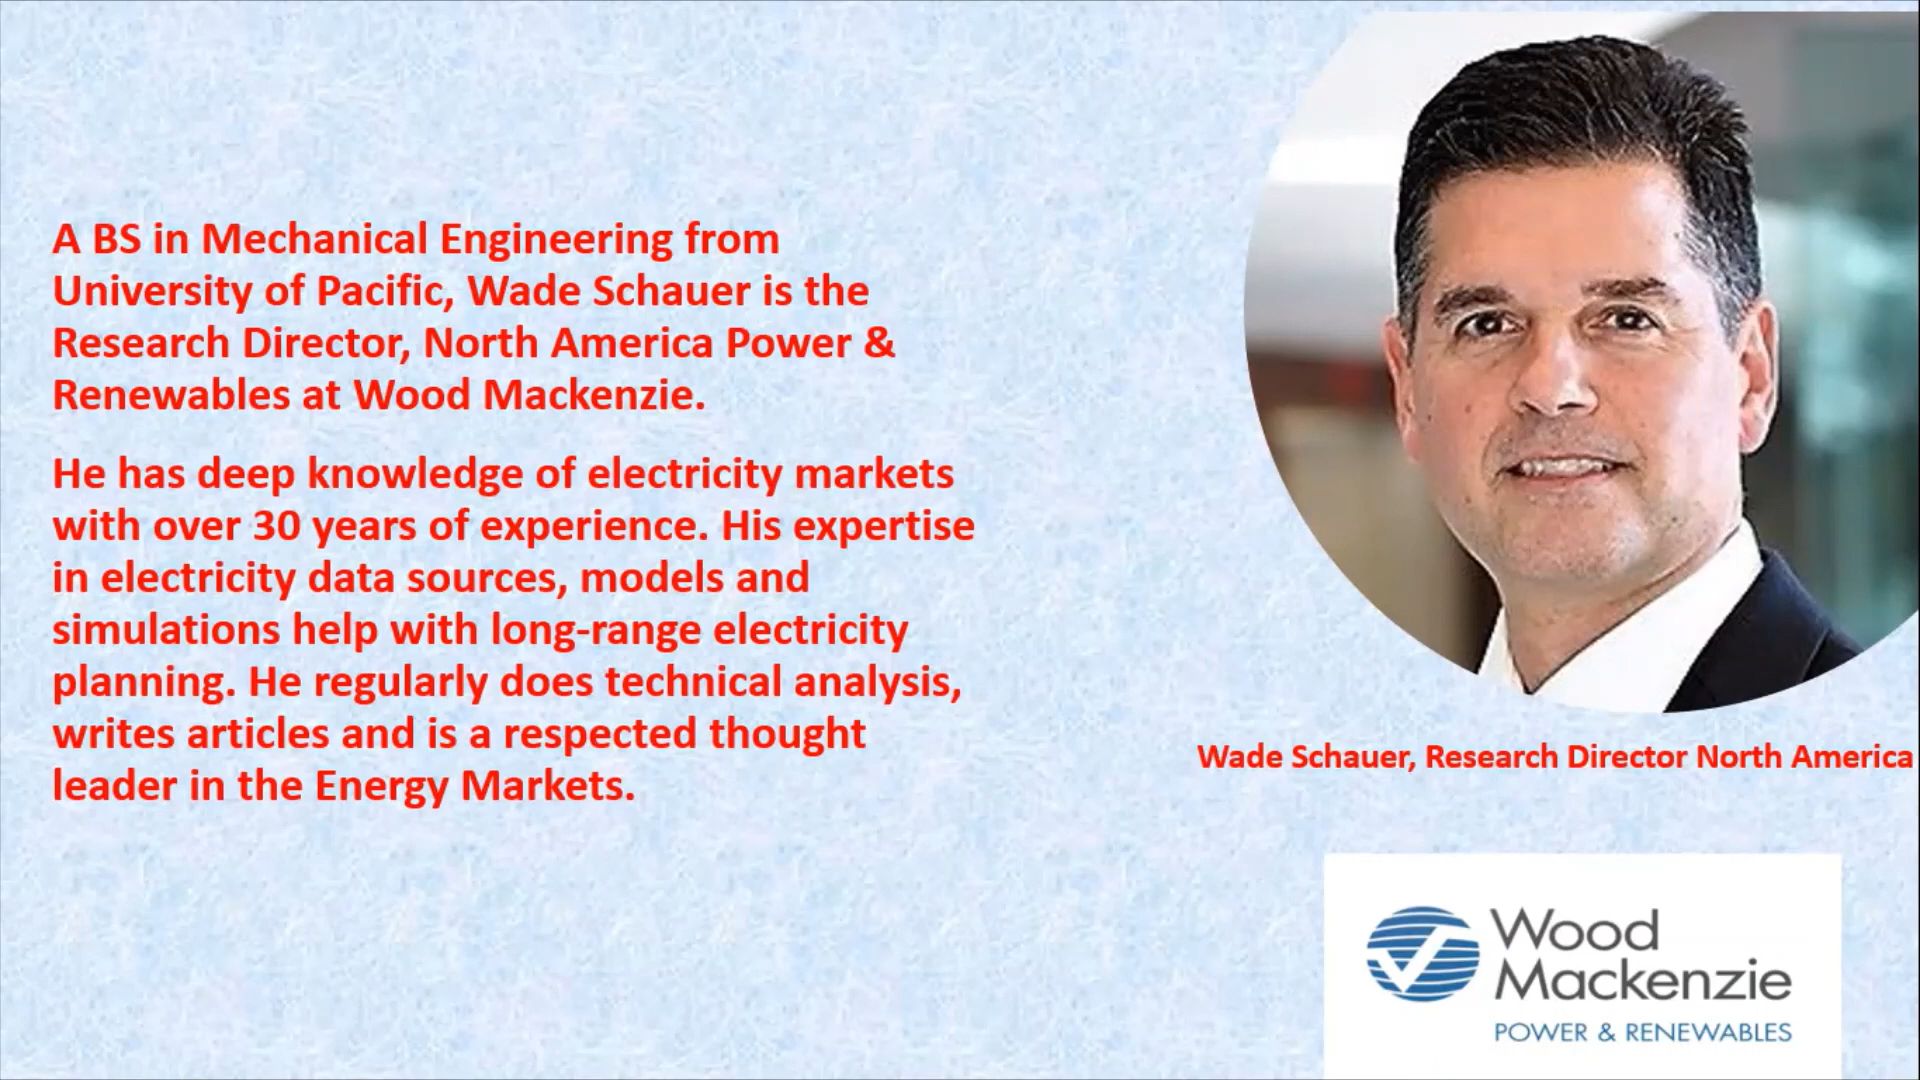 A BS in Mechanical Engineering from
University of Pacific, Wade Schauer is the
Research Director, North America Power &
Renewables at Wood Mackenzie.
He has deep knowledge of electricity markets
with over 30 years of experience. His expertise
in electricity data sources, models and
simulations help with long-range electricity
planning. He regularly does technical analysis,
writes articles and is a respected thought
leader in the Energy Markets.
Wade Schauer, Research Director North America
Wood
Mackenzie
POWER & RENEWABLES